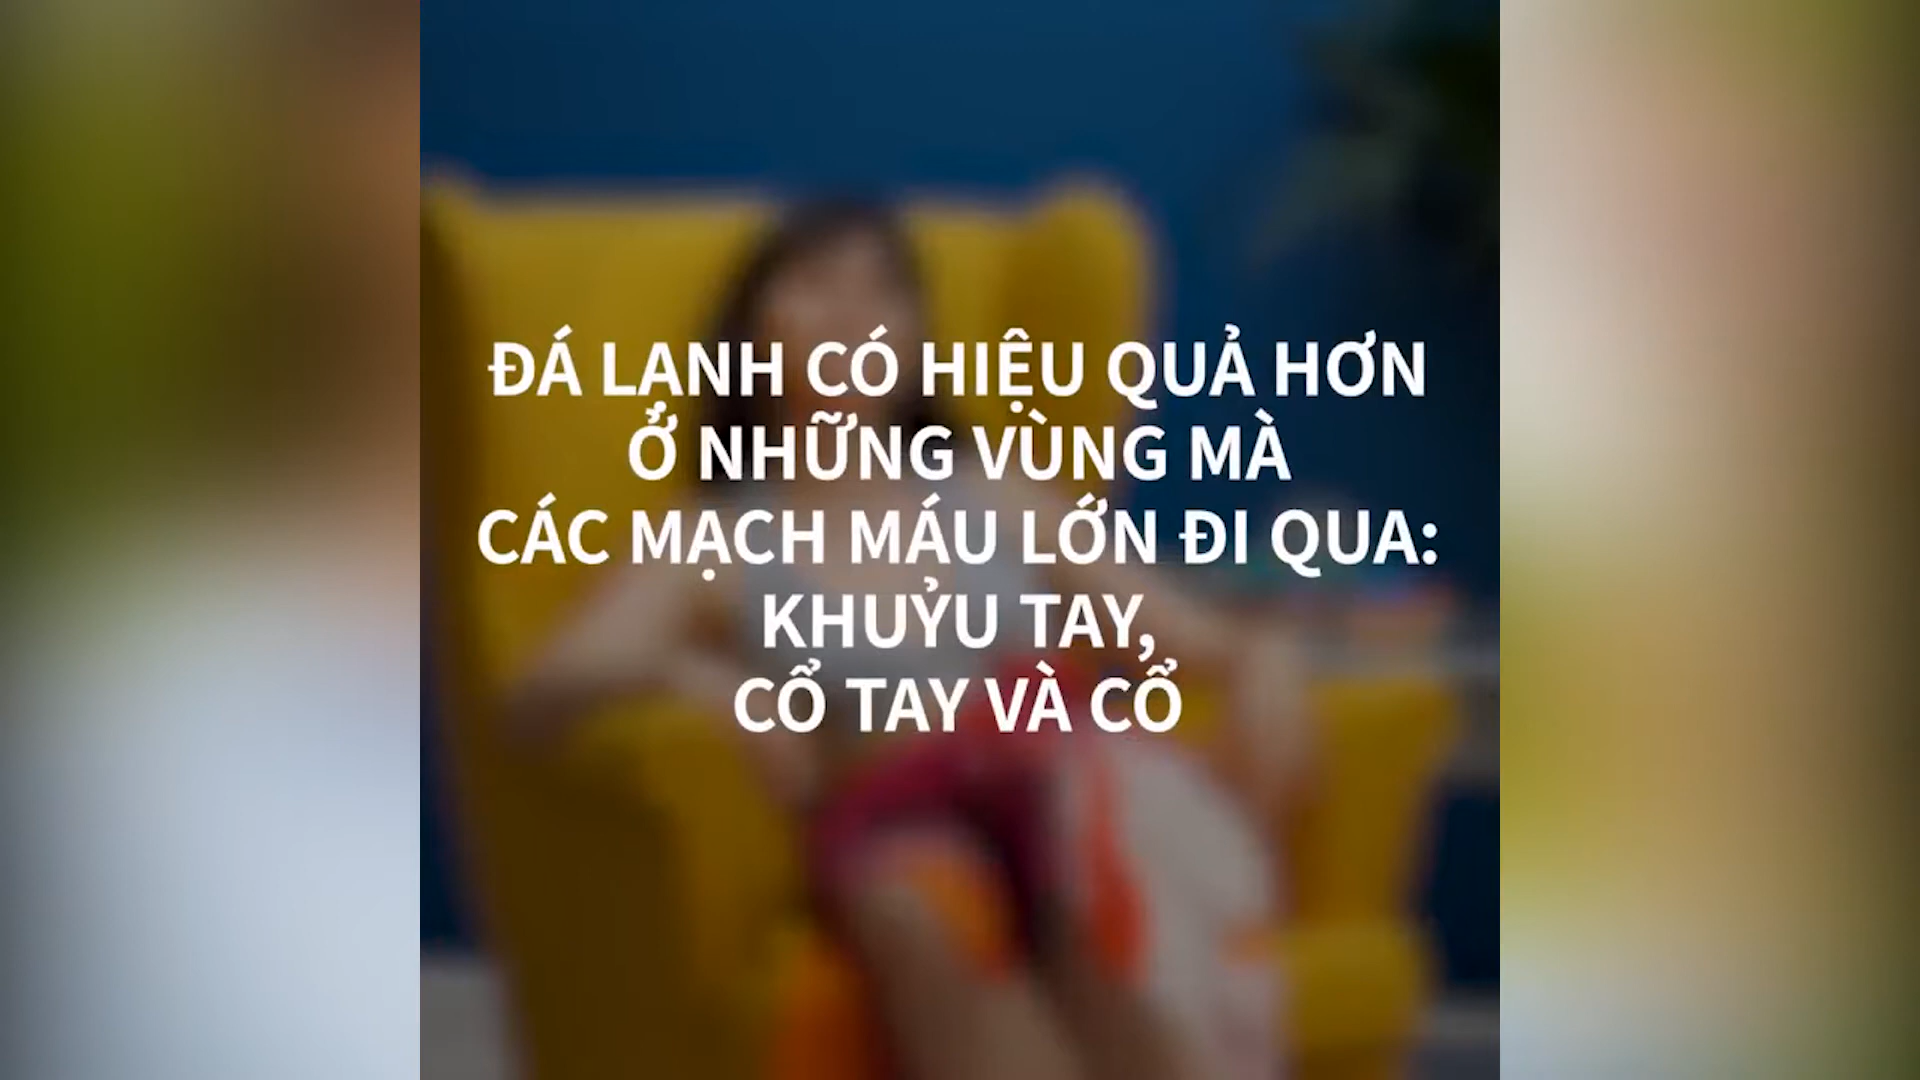 ĐÁ LẠNH CÓ HIỆU QUẢ HƠN
Ở NHỮNG VÙNG MÀ
CÁC MẠCH MÁU LỚN ĐI QUA:
KHUỶU TAY,
CỔ TAY VÀ CỔ